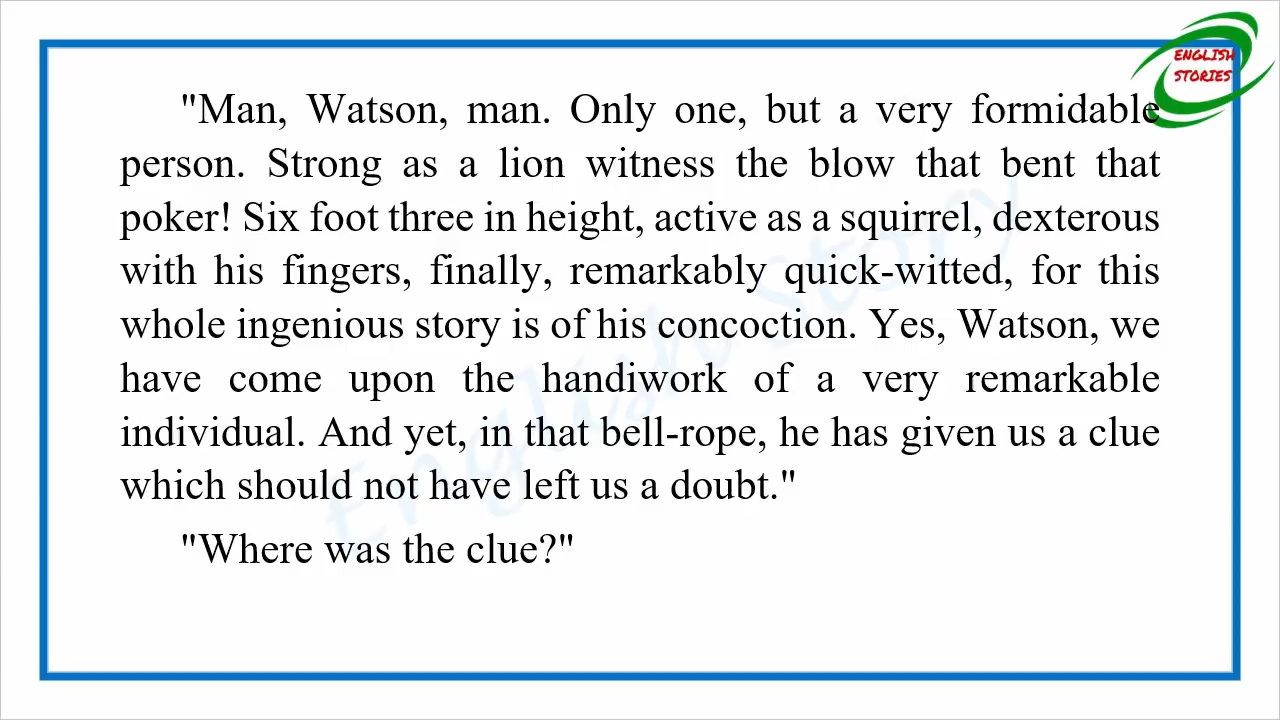 ENGLISH
STORIES
"Man, Watson, man. Only one, but a very formidable
person. Strong as a lion witness the blow that bent that
poker! Six foot three in height, active as a squirrel, dexterous
with his fingers, finally, remarkably quick-witted, for this
whole ingenious story is of his concoction. Yes, Watson, we
have come upon the handiwork of a very remarkable
individual. And yet, in that bell-rope, he has given us a clue
which should not have left us a doubt."
"Where was the clue?"
English Story